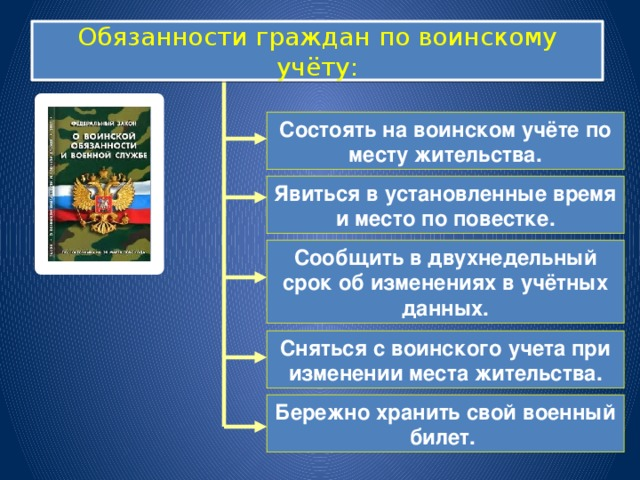 Обязанности граждан по воинскому
учёту:
ФЕДЕРАЛЬНЫЙ ЗАКОН
О ВОИНСКОЙ
ОБЯЗАННОСТИ
И ВОЕННОЙ СЛУЖБЕ
Состоять на воинском учёте по
месту жительства.
Явиться в установленные время
и место по повестке.
Сообщить в двухнедельный
срок об изменениях в учётных
данных.
Сняться с воинского учета при
изменении места жительства.
Бережно хранить свой военный
билет.